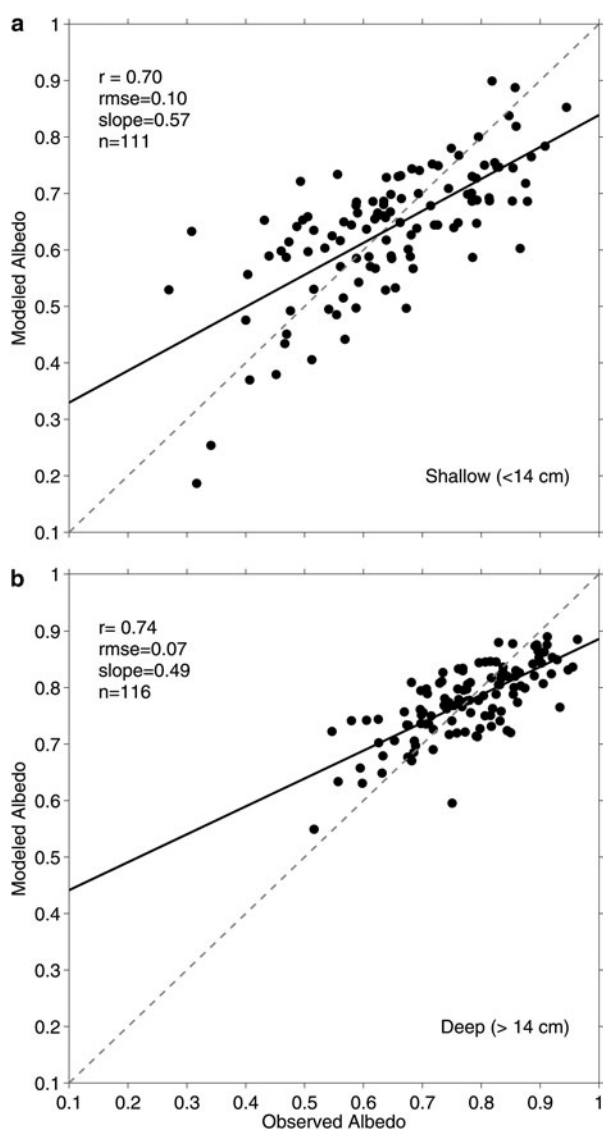 a
1
0.9
0.8
0.7
0.6
0.5
0.4
0.3
0.2
0.1
Modeled Albedo
r = 0.70
rmse=0.10
slope=0.57
n=111
Shallow (<14 cm)
b
1
0.9
0.8
0.7
0.6
0.5
0.4
0.3
0.2
0.1
Modeled Albedo
r= 0.74
rmse=0.07
slope=0.49
n=116
Deep (> 14 cm)
0.1 0.2 0.3 0.4 0.5 0.6 0.7 0.8 0.9 1
Observed Albedo